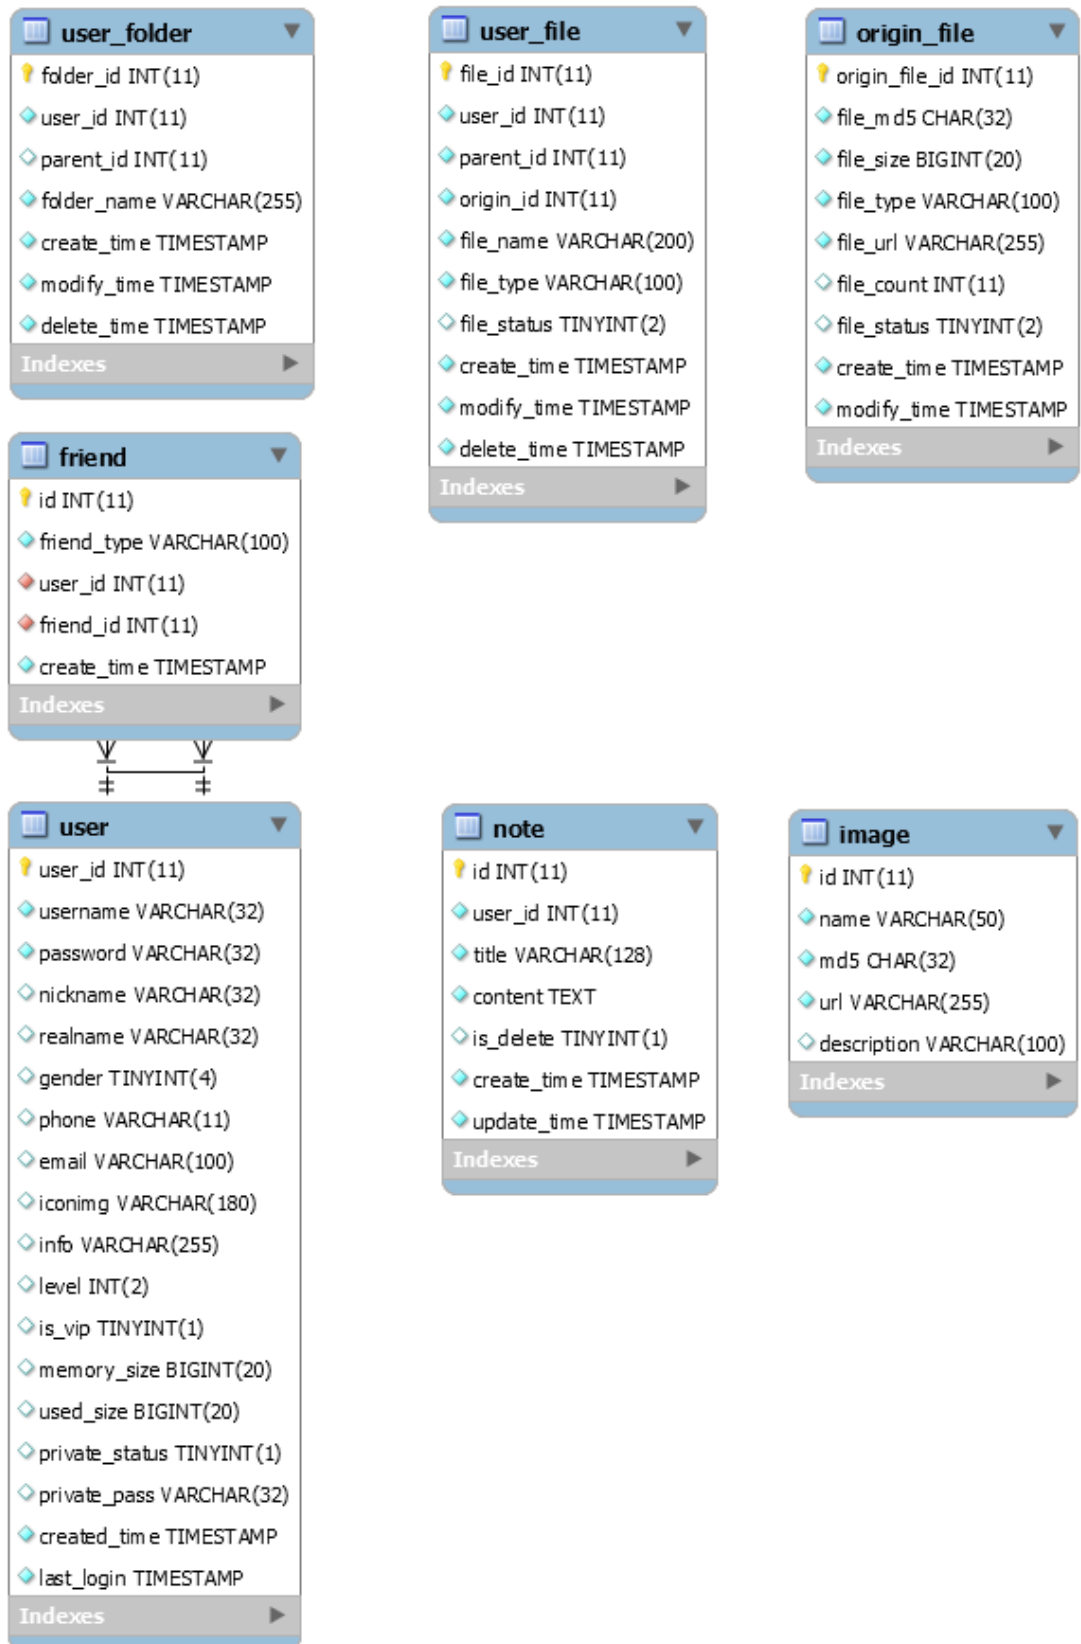 user_folder
folder_id INT(11)
user_id INT(11)
parent_id INT(11)
folder_name VARCHAR(255)
create_time TIMESTAMP
modify_time TIMESTAMP
delete_time TIMESTAMP
Indexes
user_file
file_id INT(11)
user_id INT(11)
parent_id INT(11)
origin_id INT(11)
file_name VARCHAR(200)
file_type VARCHAR(100)
file_status TINYINT(2)
create_time TIMESTAMP
modify_time TIMESTAMP
delete_time TIMESTAMP
Indexes
origin_file
origin_file_id INT(11)
file_md5 CHAR(32)
file_size BIGINT(20)
file_type VARCHAR(100)
file_url VARCHAR(255)
file_count INT(11)
file_status TINYINT(2)
create_time TIMESTAMP
modify_time TIMESTAMP
Indexes
friend
id INT(11)
friend_type VARCHAR(100)
user_id INT(11)
friend_id INT(11)
create_time TIMESTAMP
Indexes
user
user_id INT(11)
username VARCHAR(32)
password VARCHAR(32)
nickname VARCHAR(32)
realname VARCHAR(32)
gender TINYINT(4)
phone VARCHAR(11)
email VARCHAR(100)
iconimg VARCHAR(180)
info VARCHAR(255)
level INT(2)
is_vip TINYINT(1)
memory_size BIGINT(20)
used_size BIGINT(20)
private_status TINYINT(1)
private_pass VARCHAR(32)
created_time TIMESTAMP
last_login TIMESTAMP
Indexes
note
id INT(11)
user_id INT(11)
title VARCHAR(128)
content TEXT
is_delete TINYINT(1)
create_time TIMESTAMP
update_time TIMESTAMP
Indexes
image
id INT(11)
name VARCHAR(50)
md5 CHAR(32)
url VARCHAR(255)
description VARCHAR(100)
Indexes